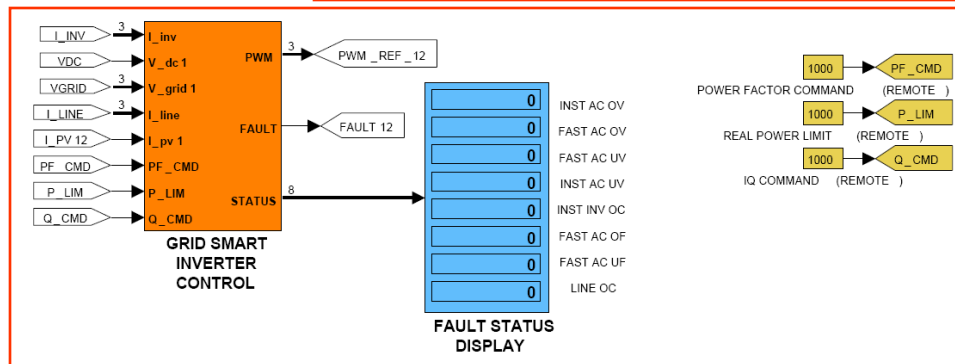 I_INV
VDC
VGRID
I_LINE
I_PV 12
PF_CMD
P_LIM
Q_CMD
3
3
3
I_inv
V_dc 1
V_grid 1
I_line
I_pv 1
PF_CMD
P_LIM
Q_CMD
PWM
FAULT
STATUS
GRID SMART
INVERTER
CONTROL
3
8
PWM _REF _12
FAULT 12
0
0
0
0
0
0
0
0
INST AC OV
FAST AC OV
FAST AC UV
INST AC UV
INST INV OC
FAST AC OF
FAST AC UF
LINE OC
FAULT STATUS
DISPLAY
1000 PF_CMD
POWER FACTOR COMMAND (REMOTE )
1000 P_LIM
REAL POWER LIMIT (REMOTE )
1000 Q_CMD
IQ COMMAND (REMOTE )